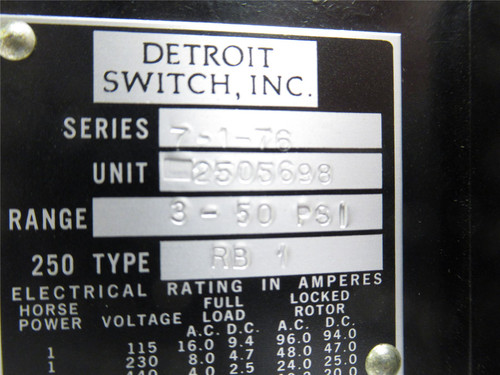 DETROIT
SWITCH, INC.
SERIES 7-1-76
UNIT 2505698
RANGE 3-50 PSI
250 TYPE RB 1
ELECTRICAL RATING IN AMPERES
HORSE POWER VOLTAGE FULL LOAD LOCKED ROTOR
A.C. D.C. A.C. D.C.
1 115 16.0 9.4 96.0 94.0
1 230 8.0 4.7 48.0 47.0
440 4.0 2.5 24.0 25.0